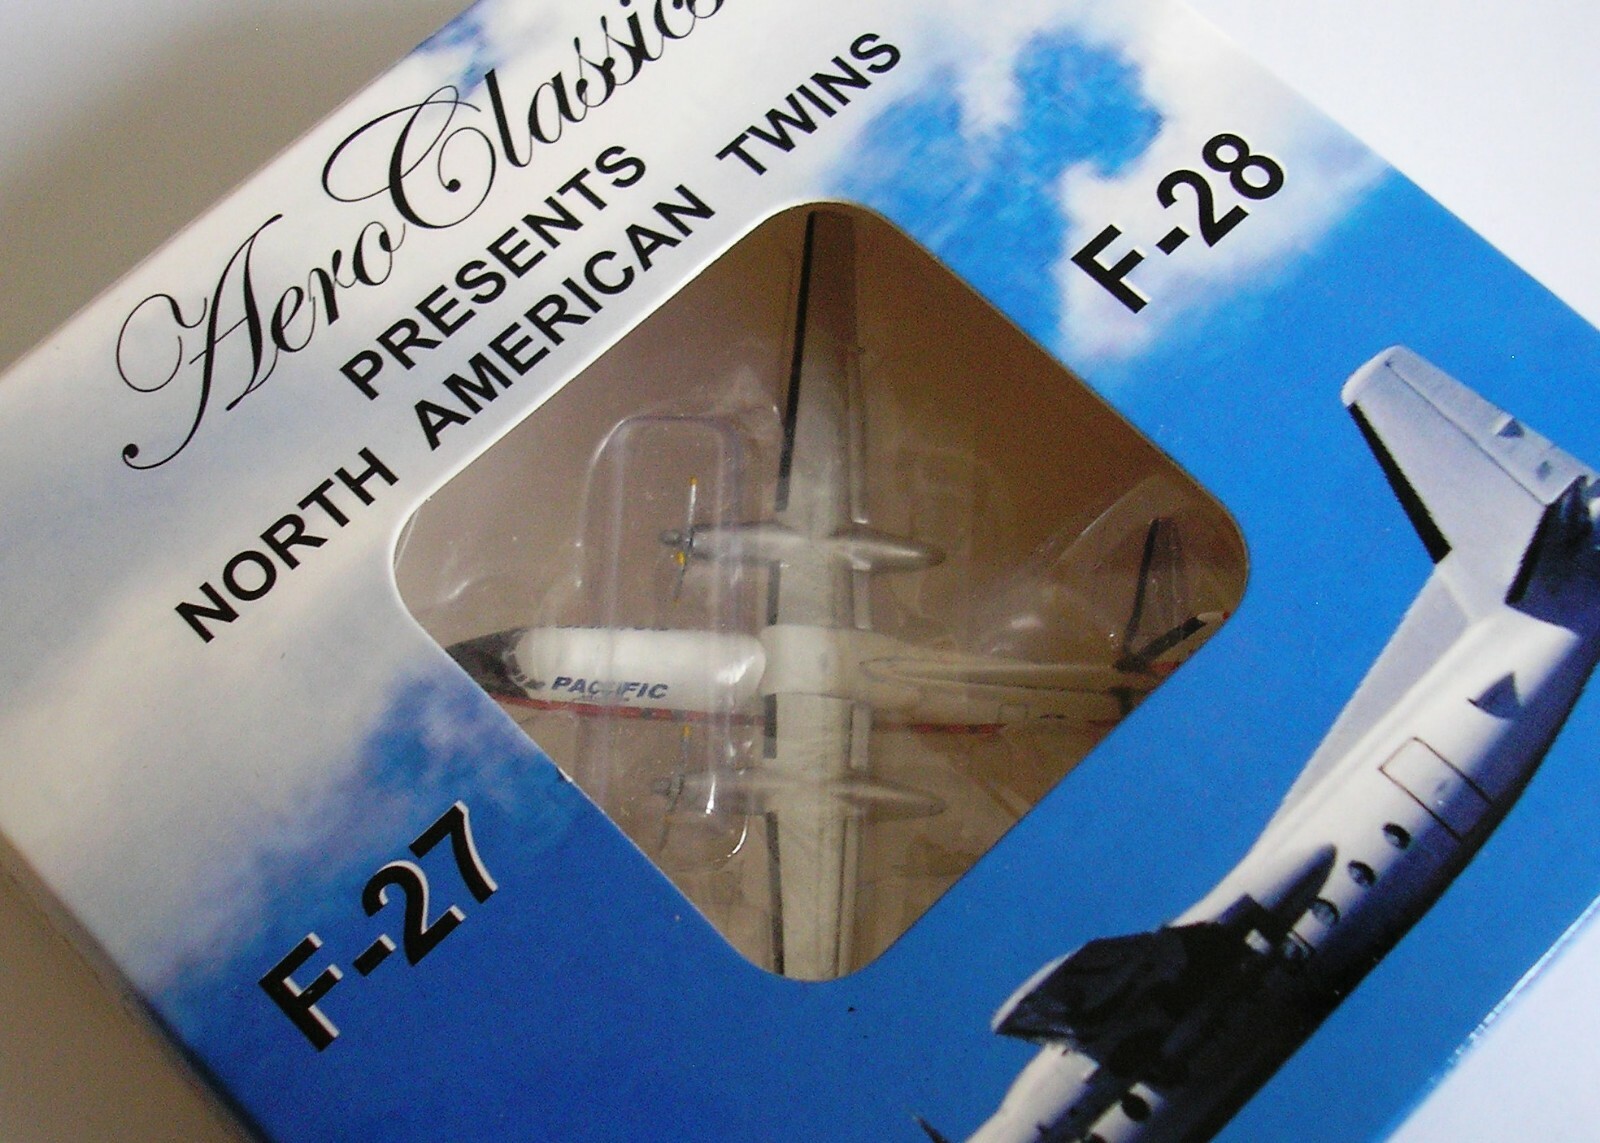 AeroClassics
PRESENTS
NORTH AMERICAN TWINS
F-28
PACIFIC
F-27